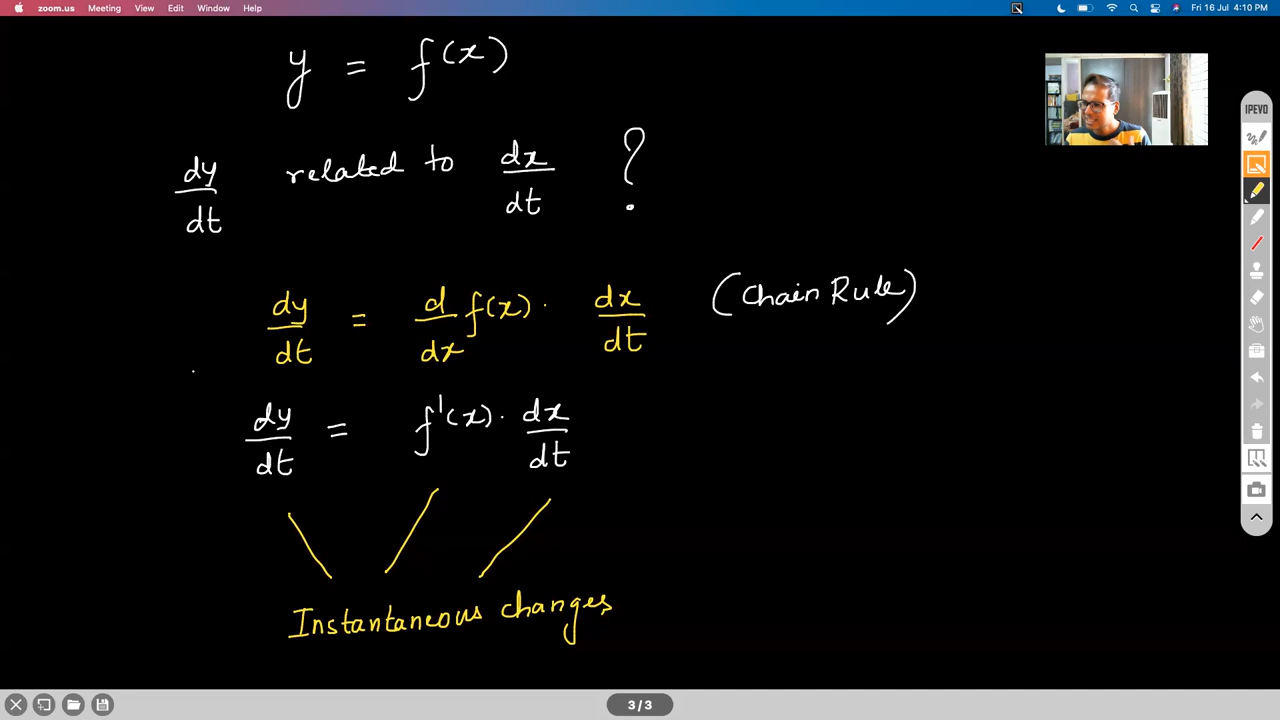 zoom.us Meeting View Edit Window Help Fri 16 Jul 4:10 PM
y = f(x)
dy/dt related to dx/dt ?
dy/dt = d/dx f(x) · dx/dt (Chain Rule)
dy/dt = f'(x) · dx/dt
Instantaneous changes
IPEVO
3/3